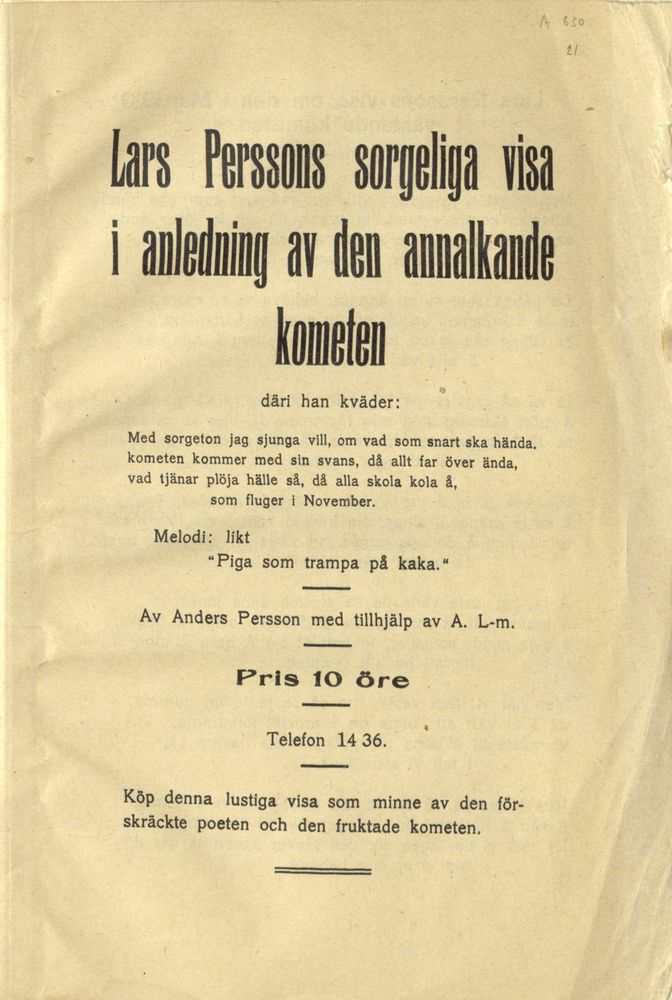 A 630
21
Lars Perssons sorgeliga visa
i anledning av den annalkande
kometen
däri han kväder:
Med sorgeton jag sjunga vill, om vad som snart ska hända.
kometen kommer med sin svans, då allt far över ända,
vad tjänar plöja hälle så, då alla skola kola å,
som fluger i November.
Melodi: likt
"Piga som trampa på kaka."
Av Anders Persson med tillhjälp av A. L-m.
Pris 10 öre
Telefon 14 36.
Köp denna lustiga visa som minne av den för-
skräckte poeten och den fruktade kometen.